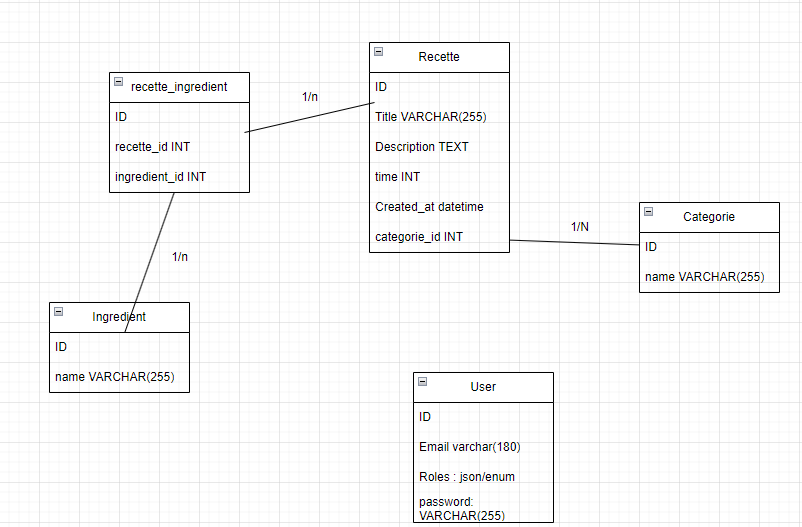 recette_ingredient
ID
recette_id INT
ingredient_id INT
1/n
Recette
ID
Title VARCHAR(255)
Description TEXT
time INT
Created_at datetime
categorie_id INT
1/N
Categorie
ID
name VARCHAR(255)
1/n
Ingredient
ID
name VARCHAR(255)
User
ID
Email varchar(180)
Roles : json/enum
password:
VARCHAR(255)